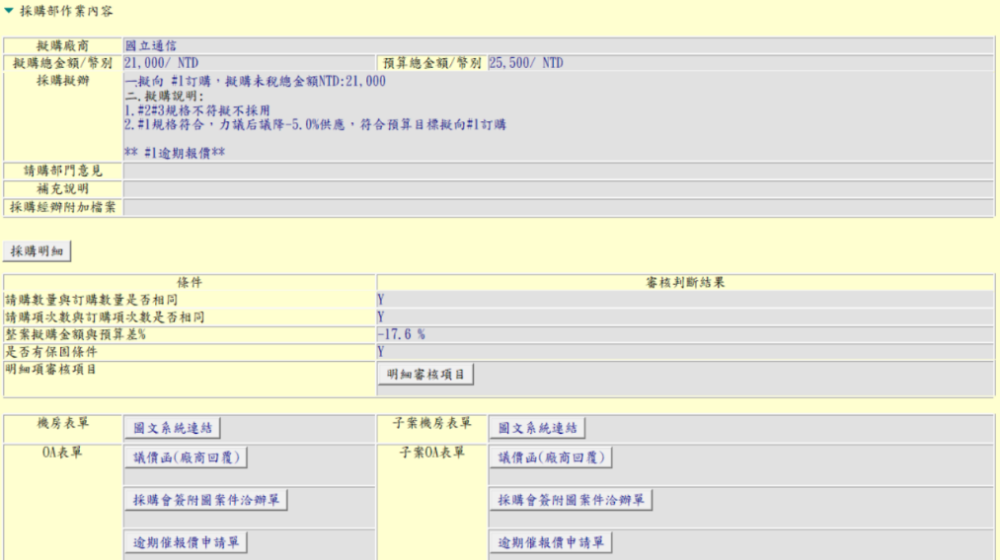 ▼ 採購部作業內容
擬購廠商 國立通信
擬購總金額/幣別 21,000/ NTD 預算總金額/幣別 25,500/ NTD
採購擬辦 一.擬向 #1訂購，擬購未稅總金額NTD:21,000
二.擬購說明:
1.#2#3規格不符擬不採用
2.#1規格符合，力議后議降-5.0%供應，符合預算目標擬向#1訂購
** #1逾期報價**
請購部門意見
補充說明
採購經辦附加檔案
採購明細
條件 審核判斷結果
請購數量與訂購數量是否相同 Y
請購項次數與訂購項次數是否相同 Y
整案擬購金額與預算差% -17.6 %
是否有保固條件 Y
明細項審核項目 明細審核項目
機房表單 圖文系統連結 子案機房表單 圖文系統連結
OA表單 議價函(廠商回覆) 子案OA表單 議價函(廠商回覆)
採購會簽附圖案件洽辦單 採購會簽附圖案件洽辦單
逾期催報價申請單 逾期催報價申請單